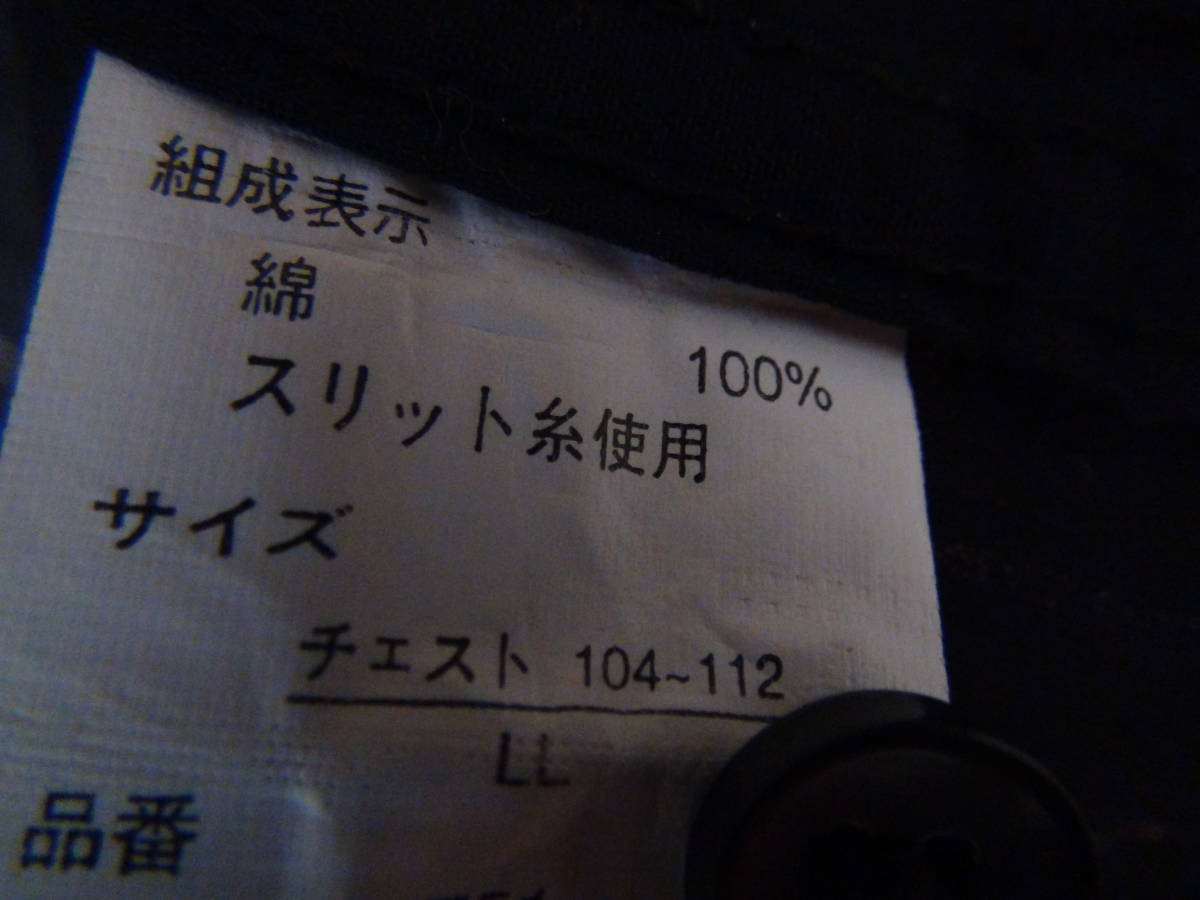 組成表示
綿 100%
スリット糸使用
サイズ
チェスト 104~112
LL
品番